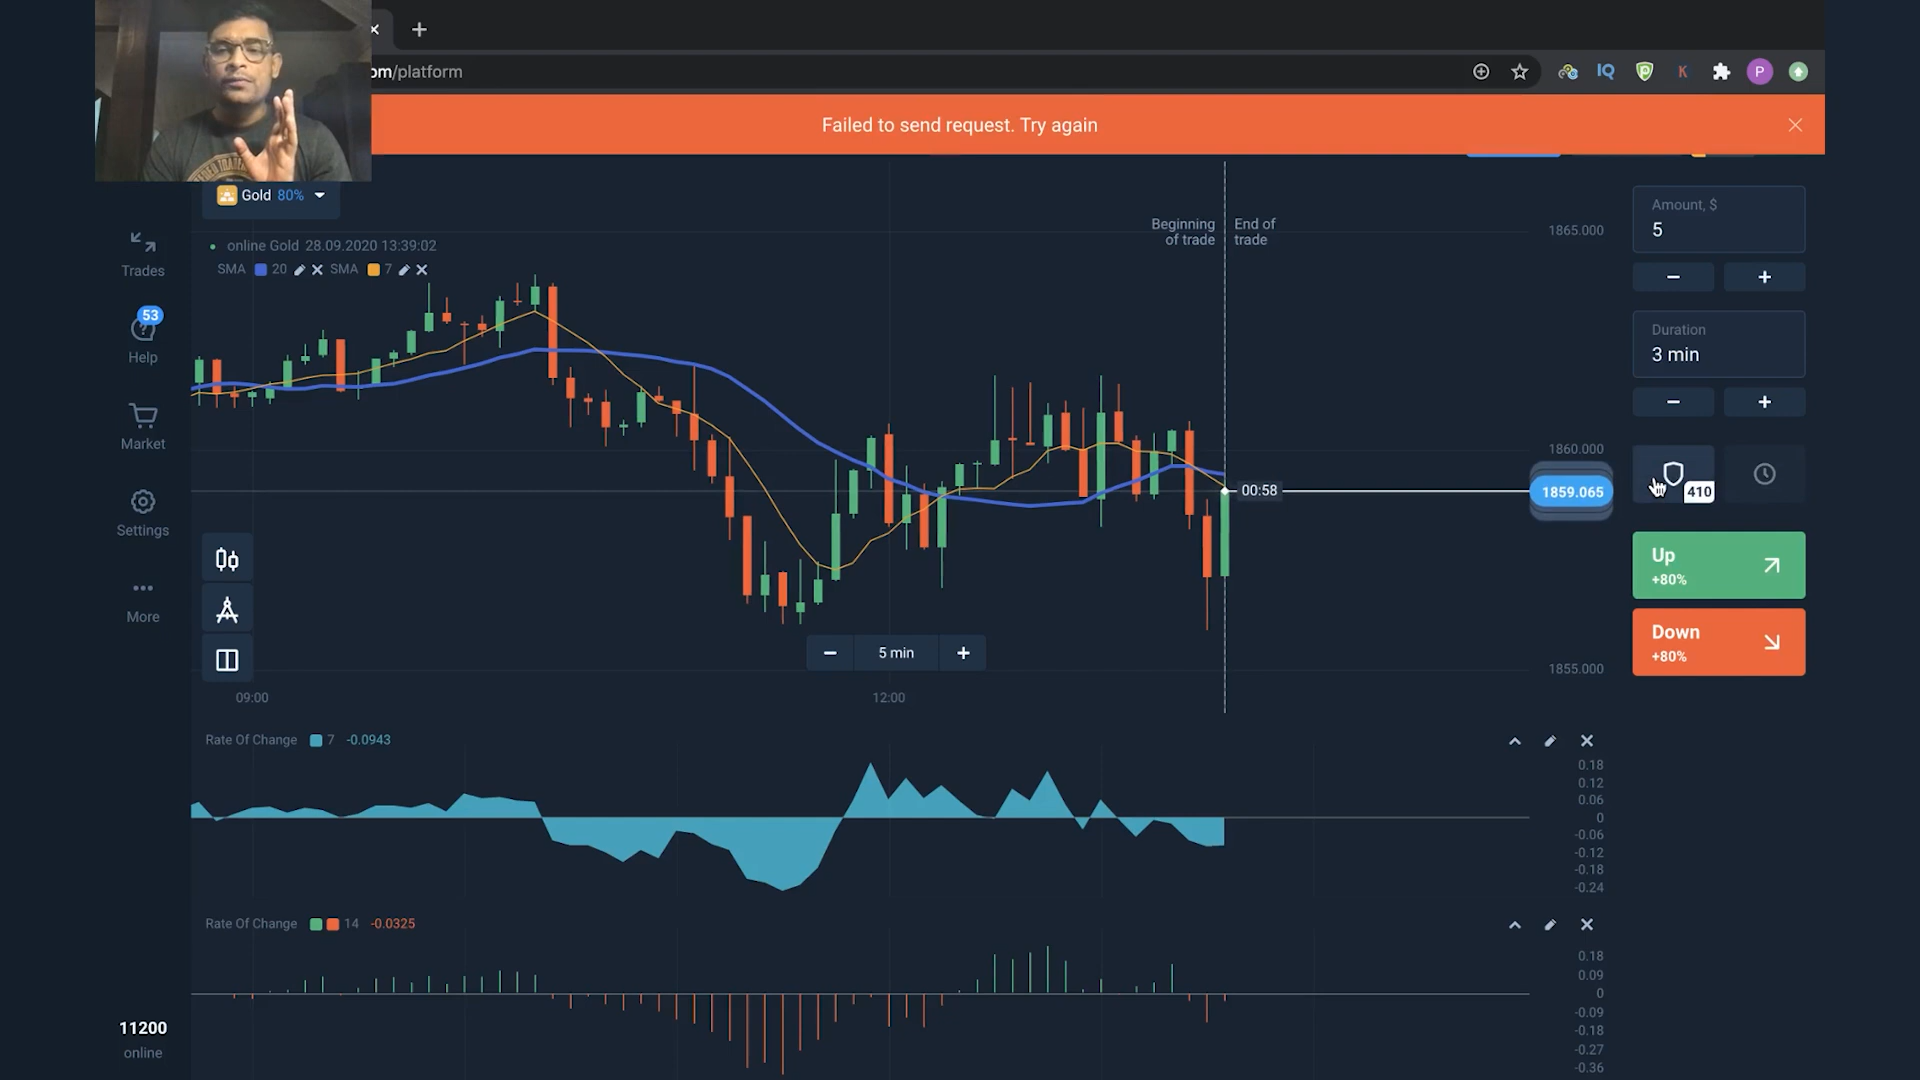 om/platform
IQ
K
P
Failed to send request. Try again
Gold 80%
online Gold 28.09.2020 13:39:02
SMA 20 SMA 7
Beginning of trade
End of trade
Trades
53
Help
Market
Settings
More
11200
online
1865.000
1860.000
1859.065
1855.000
00:58
5 min
09:00
12:00
Amount, $
5
Duration
3 min
410
Up
+80%
Down
+80%
Rate Of Change 7 -0.0943
0.18
0.12
0.06
0
-0.06
-0.12
-0.18
-0.24
Rate Of Change 14 -0.0325
0.18
0.09
0
-0.09
-0.18
-0.27
-0.36